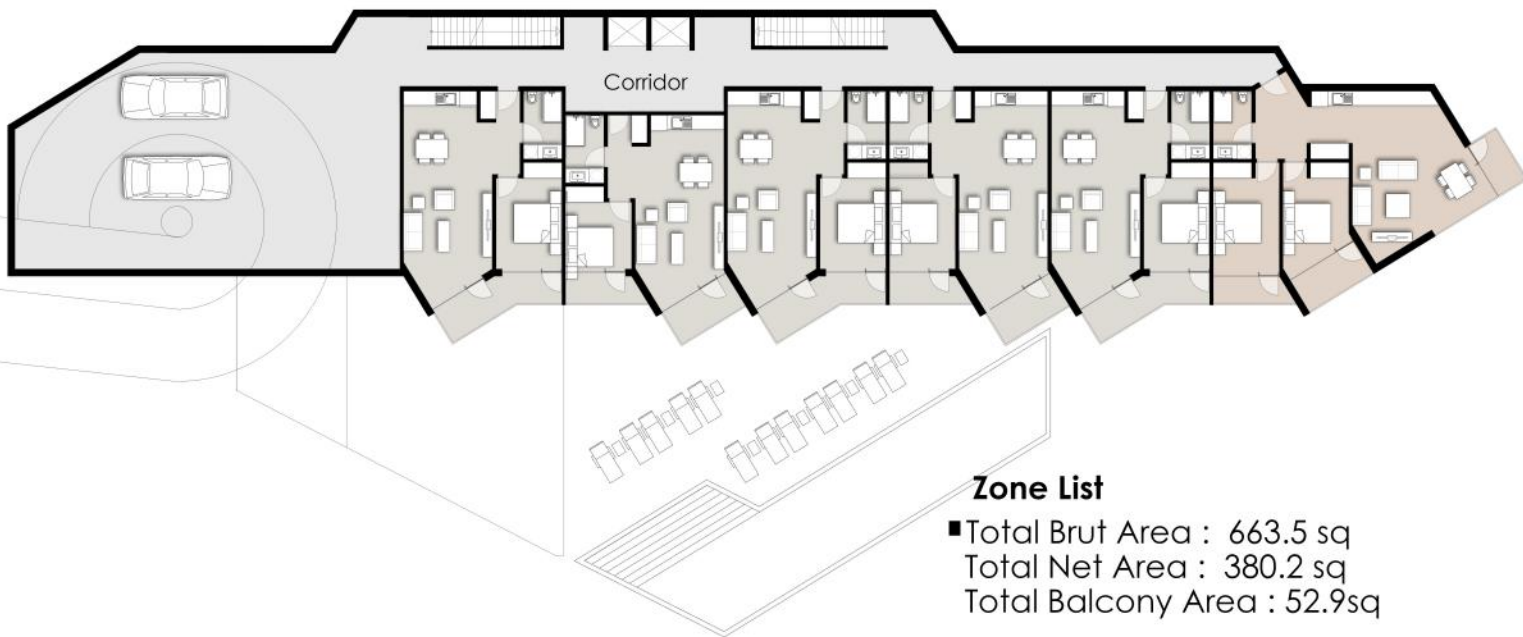 Corridor
Zone List
Total Brut Area : 663.5 sq
Total Net Area : 380.2 sq
Total Balcony Area : 52.9sq